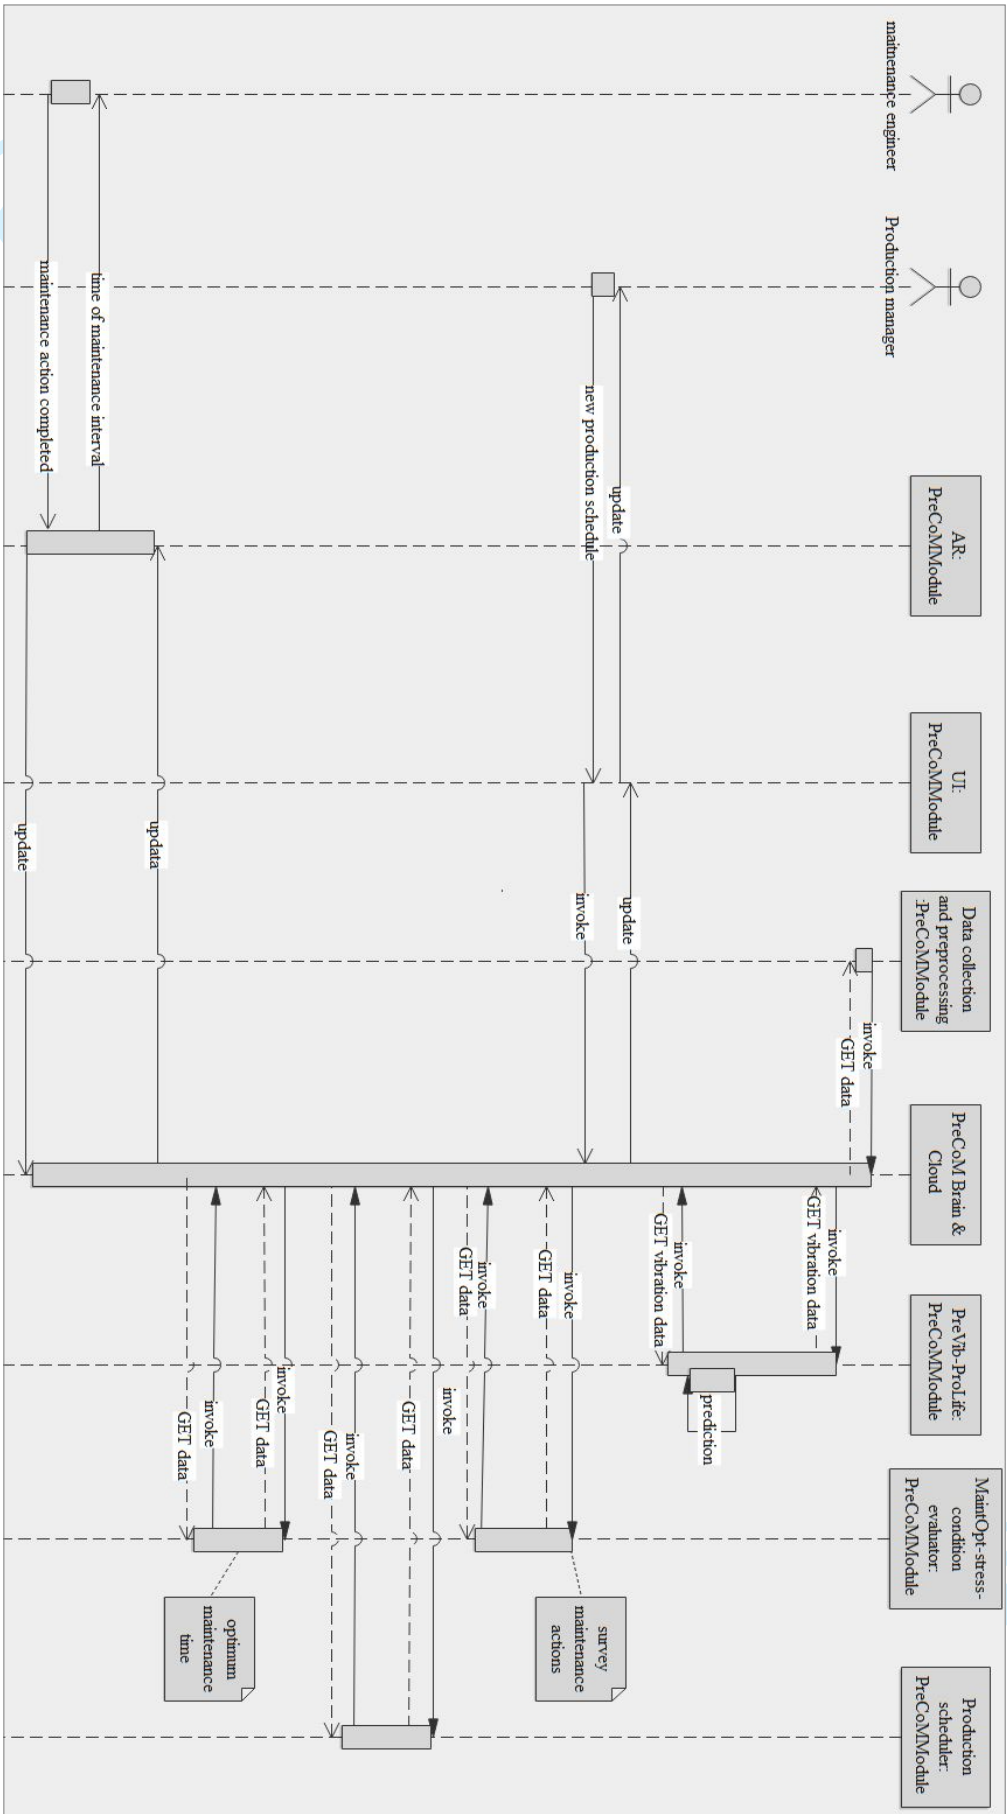 maitnenance engineer
Production manager
AR:
PreCoMModule
UI:
PreCoMModule
Data collection
and preprocessing
:PreCoMModule
PreCoM Brain &
Cloud
PreVib-ProLife:
PreCoMModule
MaintOpt-stress-
condition
evaluator:
PreCoMModule
Production
scheduler:
PreCoMModule
invoke
GET data
invoke
GET vibration data
prediction
invoke
GET vibration data
update
update
new production schedule
invoke
invoke
GET data
survey
maintenance
actions
invoke
GET data
invoke
GET data
invoke
GET data
invoke
GET data
optimum
maintenance
time
invoke
GET data
updata
time of maintenance interval
maintenance action completed
update